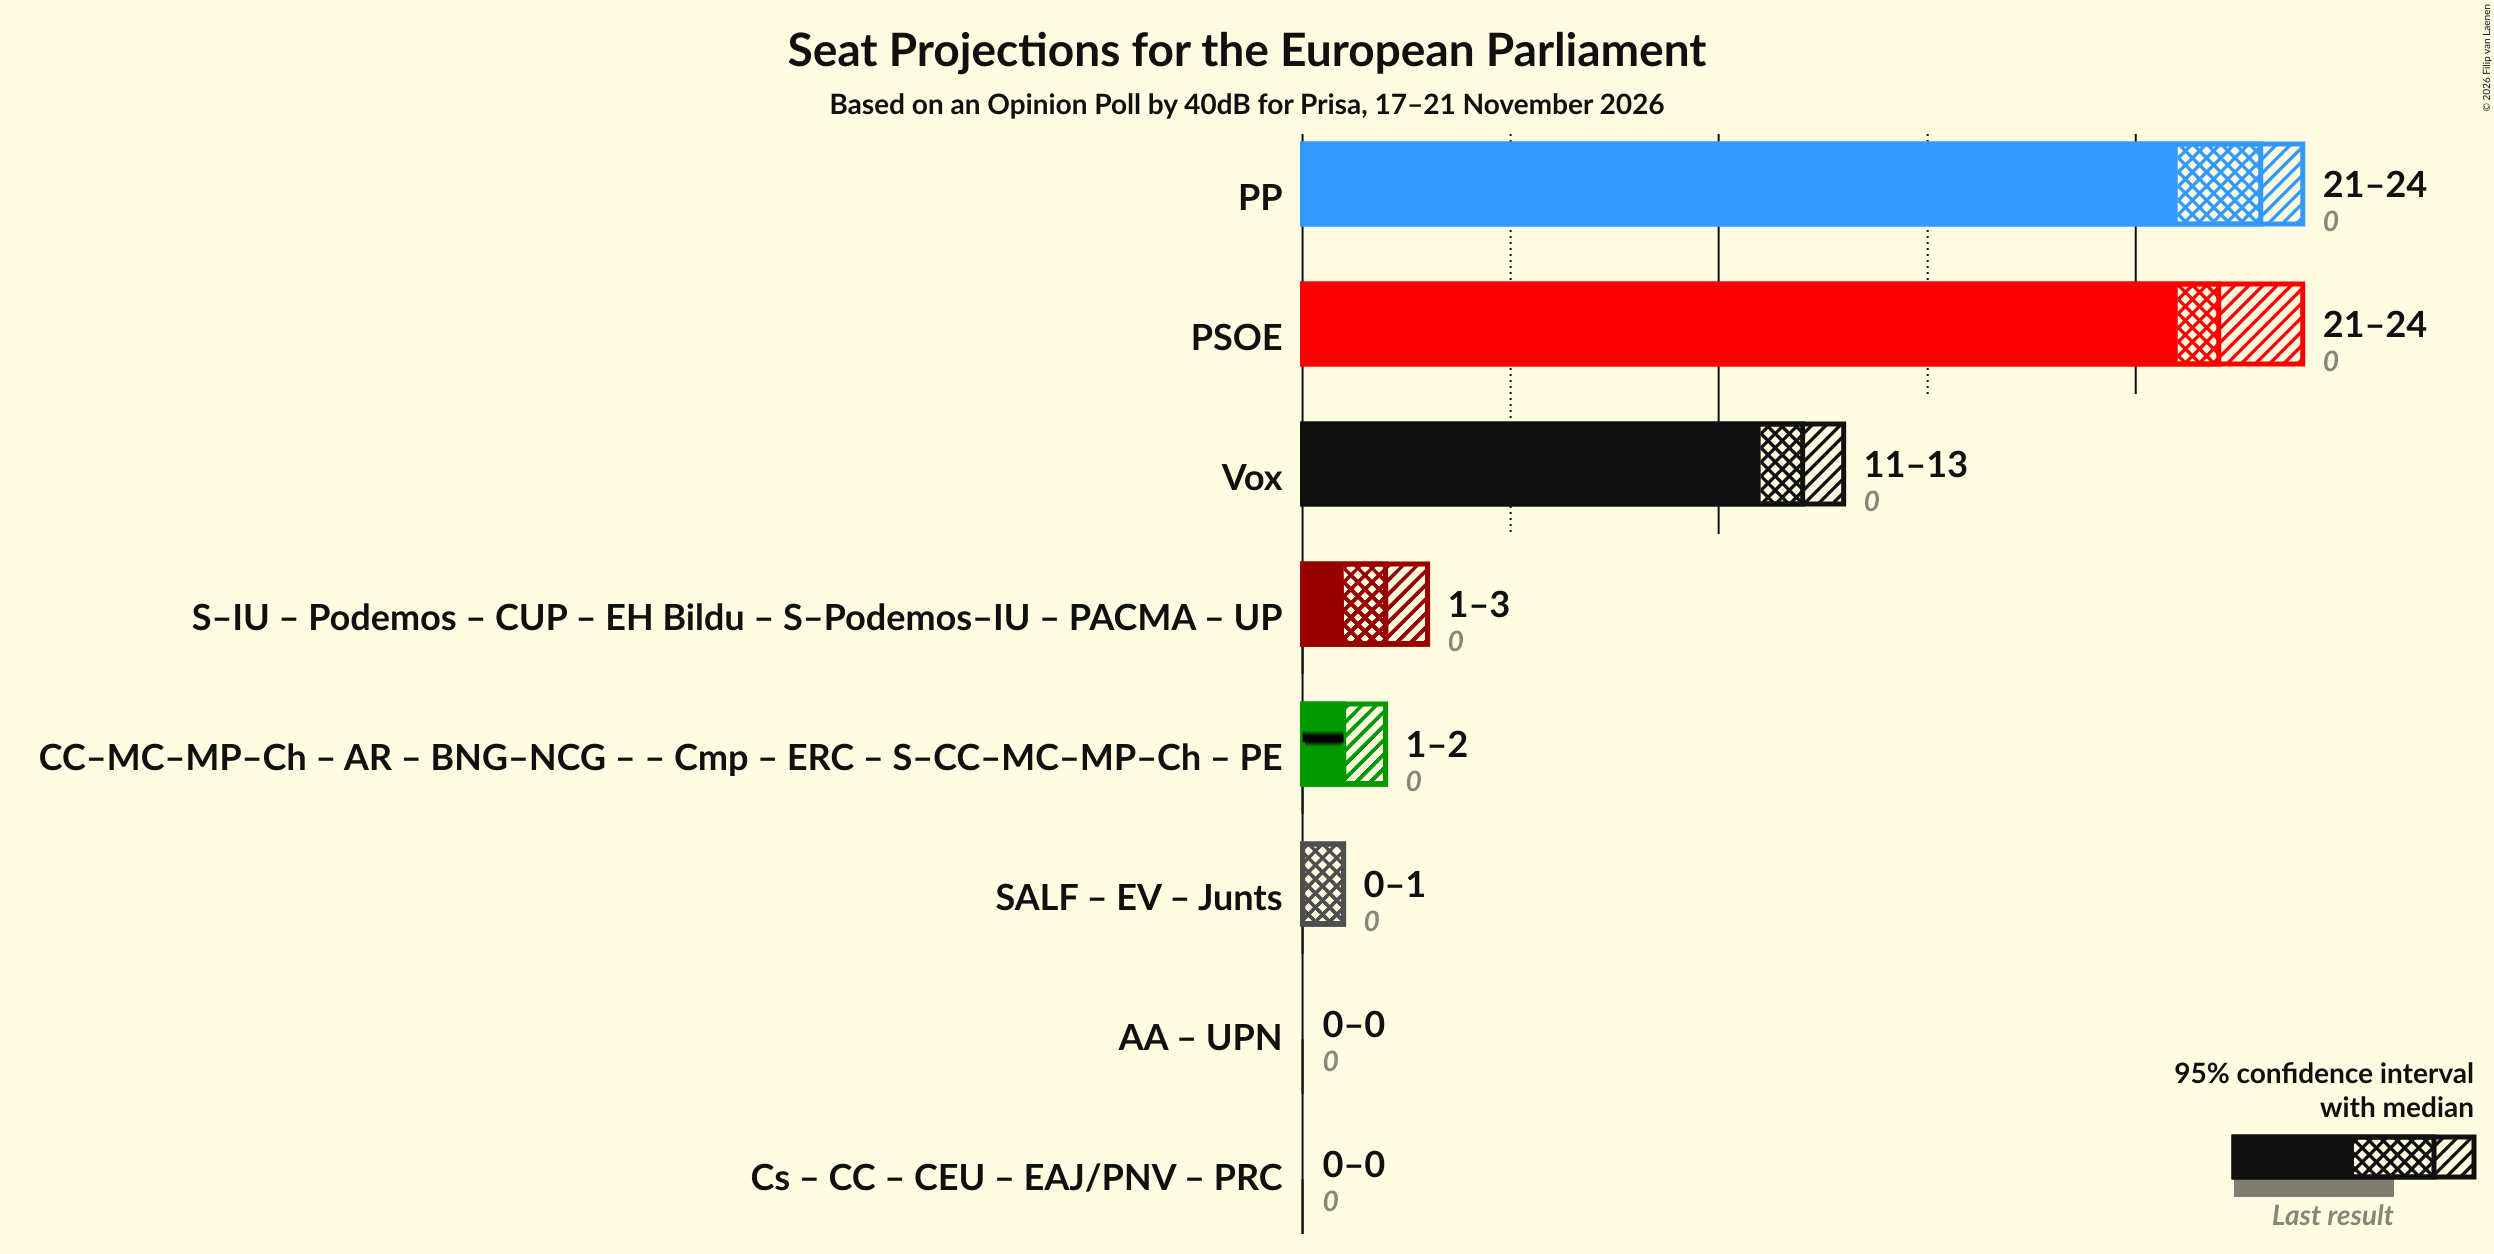 Seat Projections for the European Parliament
Based on an Opinion Poll by 40dB for Prisa, 17–21 November 2026
© 2026 Filip van Laenen
PP
21–24
0
PSOE
21–24
0
Vox
11–13
0
S–IU – Podemos – CUP – EH Bildu – S–Podemos–IU – PACMA – UP
1–3
0
CC–MC–MP–Ch – AR – BNG–NCG – – Cmp – ERC – S–CC–MC–MP–Ch – PE
1–2
0
SALF – EV – Junts
0–1
0
AA – UPN
0–0
0
Cs – CC – CEU – EAJ/PNV – PRC
0–0
0
95% confidence interval
with median
Last result